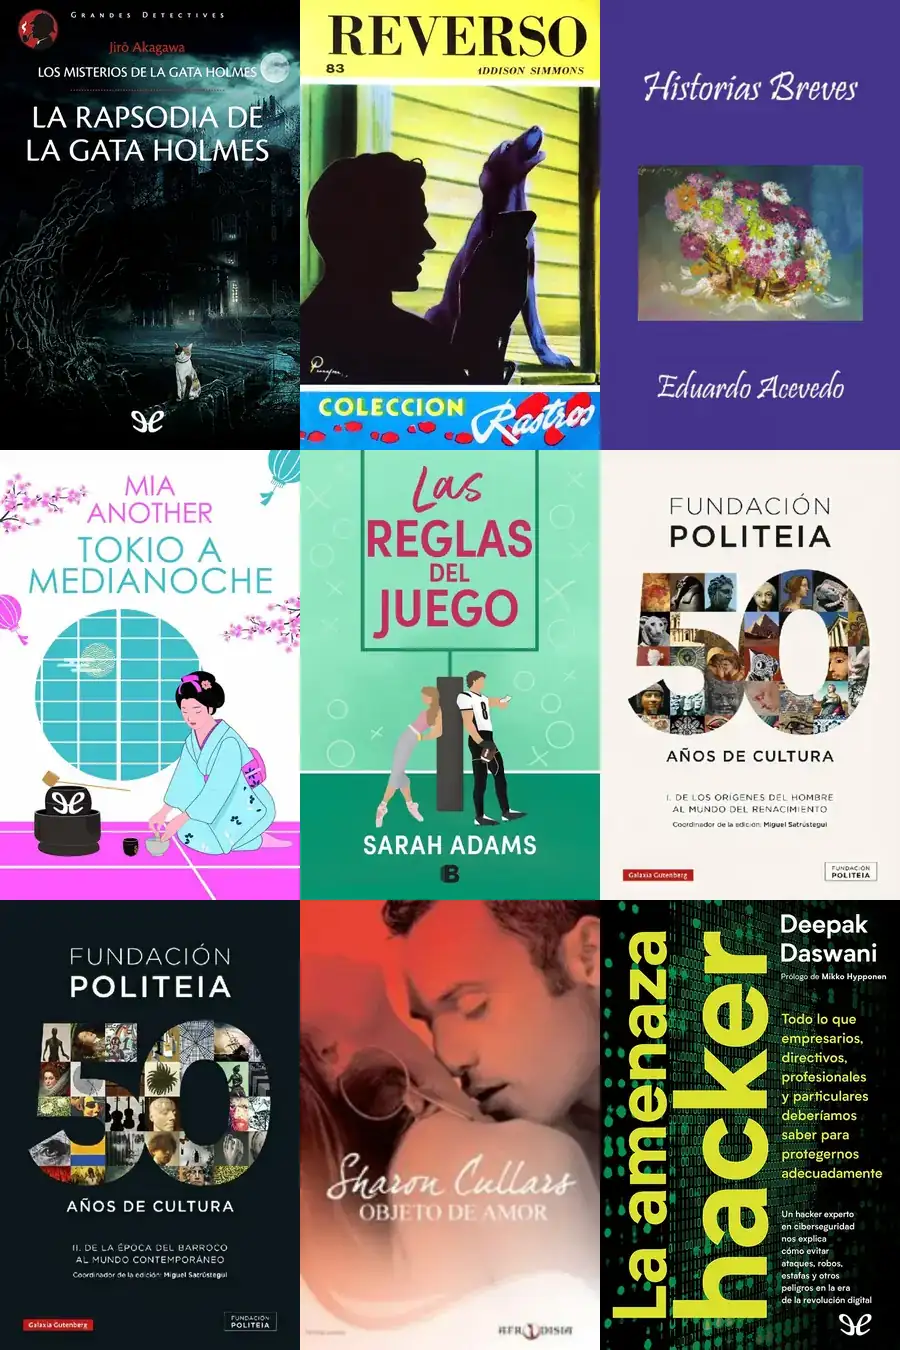 GRANDES DETECTIVES
Jirō Akagawa
LOS MISTERIOS DE LA GATA HOLMES
LA RAPSODIA DE
LA GATA HOLMES
REVERSO
83
ADDISON SIMMONS
COLECCION
Rastros
Historias Breves
Eduardo Acevedo
MIA
ANOTHER
TOKIO A
MEDIANOCHE
Las
REGLAS
DEL
JUEGO
8
SARAH ADAMS
B
FUNDACIÓN
POLITEIA
50
AÑOS DE CULTURA
I. DE LOS ORÍGENES DEL HOMBRE
AL MUNDO DEL RENACIMIENTO
Coordinador de la edición: Miguel Satrústegui
Galaxia Gutenberg
FUNDACIÓN
POLITEIA
FUNDACIÓN
POLITEIA
50
AÑOS DE CULTURA
II. DE LA ÉPOCA DEL BARROCO
AL MUNDO CONTEMPORÁNEO
Coordinador de la edición: Miguel Satrústegui
Galaxia Gutenberg
FUNDACIÓN
POLITEIA
Sharon Cullars
OBJETO DE AMOR
AFRODISIA
La amenaza
hacker
Deepak
Daswani
Prólogo de Mikko Hypponen
Todo lo que
empresarios,
directivos,
profesionales
y particulares
deberíamos
saber para
protegernos
adecuadamente
Un hacker experto
en ciberseguridad
nos explica
cómo evitar
ataques, robos,
estafas y otros
peligros en la era
de la revolución digital